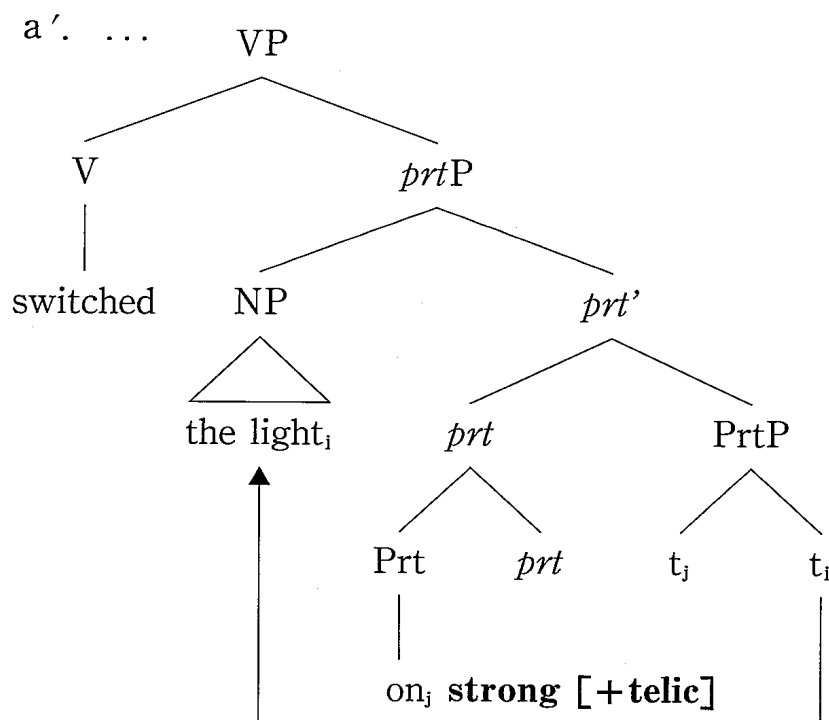 a′. ... VP
V prtP
switched NP prt’
the lightᵢ prt PrtP
Prt prt tⱼ tᵢ
onⱼ strong [+telic]